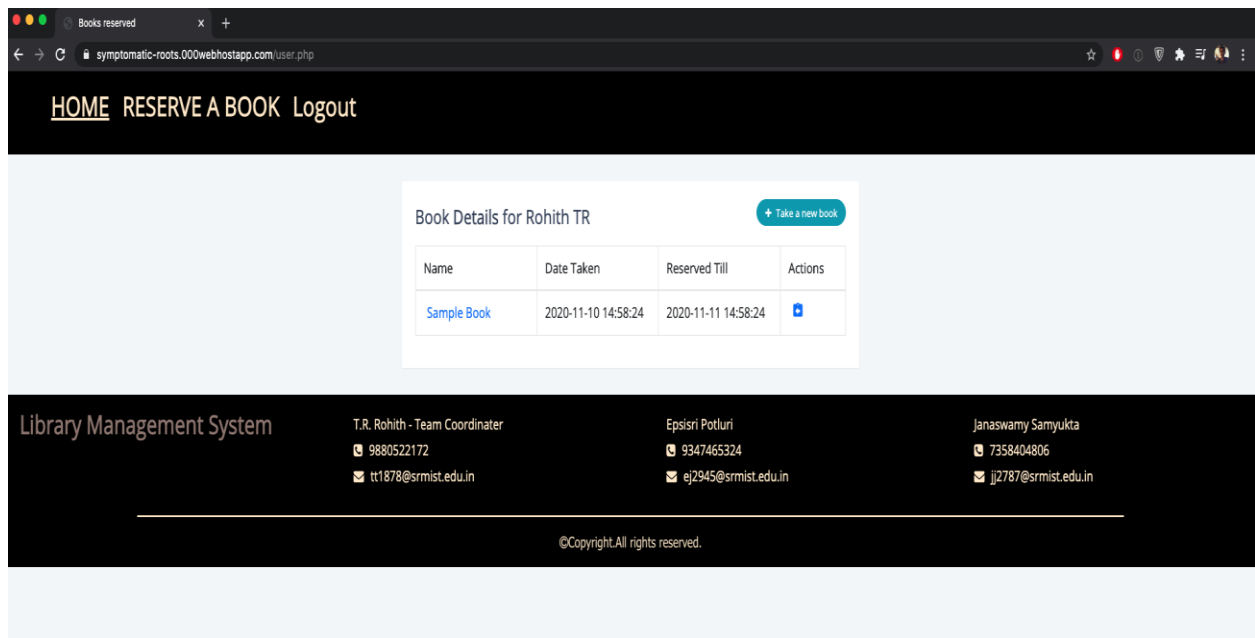 Books reserved
symptomatic-roots.000webhostapp.com/user.php
HOME RESERVE A BOOK Logout
Book Details for Rohith TR
+ Take a new book
Name Date Taken Reserved Till Actions
Sample Book 2020-11-10 14:58:24 2020-11-11 14:58:24
Library Management System
T.R. Rohith - Team Coordinater
9880522172
tt1878@srmist.edu.in
Epsisri Potluri
9347465324
ej2945@srmist.edu.in
Janaswamy Samyukta
7358404806
jj2787@srmist.edu.in
©Copyright.All rights reserved.